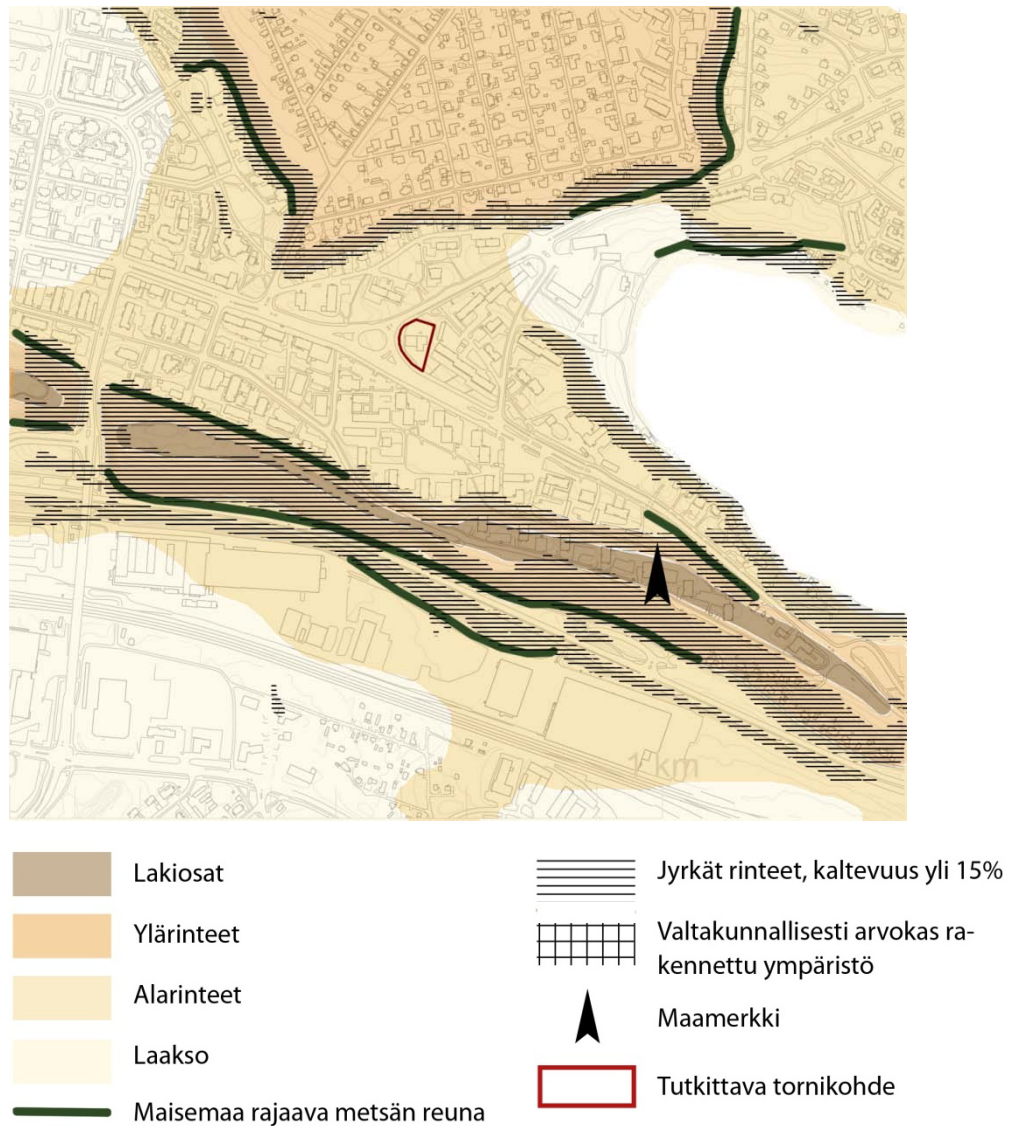 1 km
Lakiosat
Ylärinteet
Alarinteet
Laakso
Maisemaa rajaava metsän reuna
Jyrkät rinteet, kaltevuus yli 15%
Valtakunnallisesti arvokas ra-
kennettu ympäristö
Maamerkki
Tutkittava tornikohde